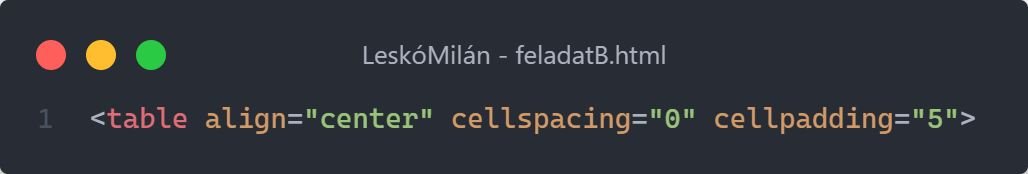 LeskóMilán - feladatB.html
1 <table align="center" cellspacing="0" cellpadding="5">